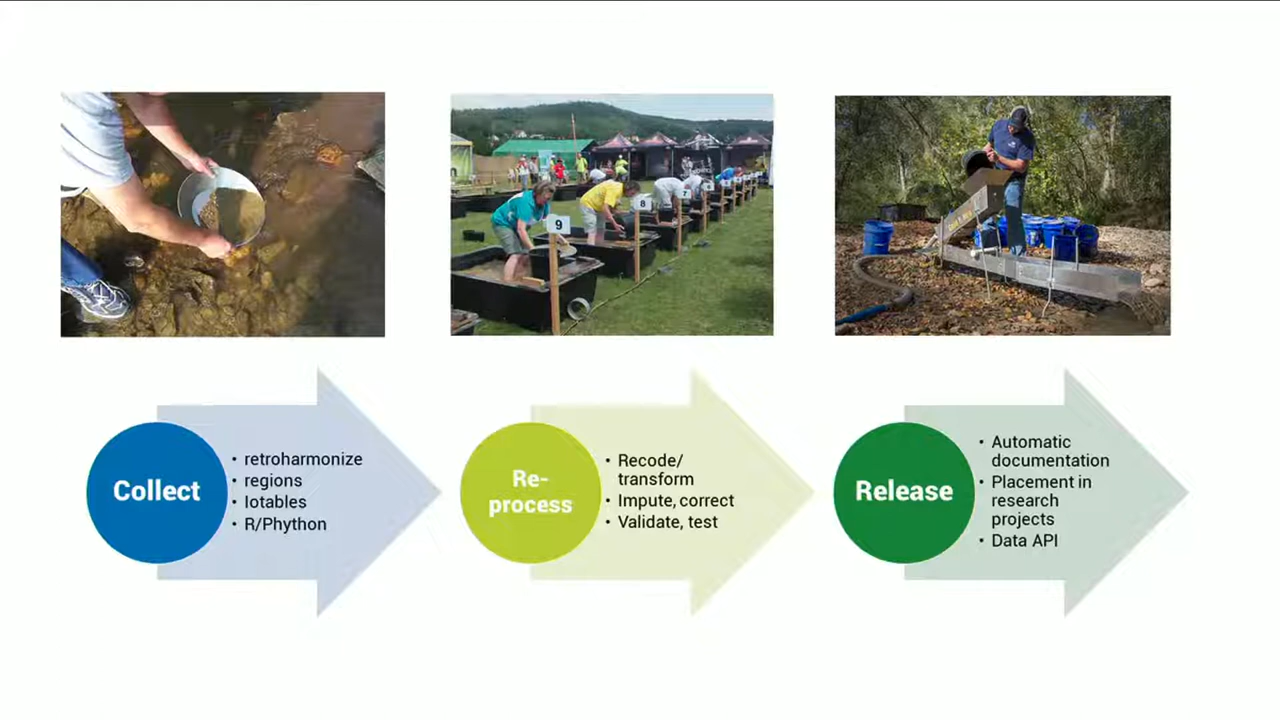 9
8
7
Collect
• retroharmonize
• regions
• Iotables
• R/Phython
Re-
process
• Recode/
transform
• Impute, correct
• Validate, test
Release
• Automatic
documentation
• Placement in
research
projects
• Data API